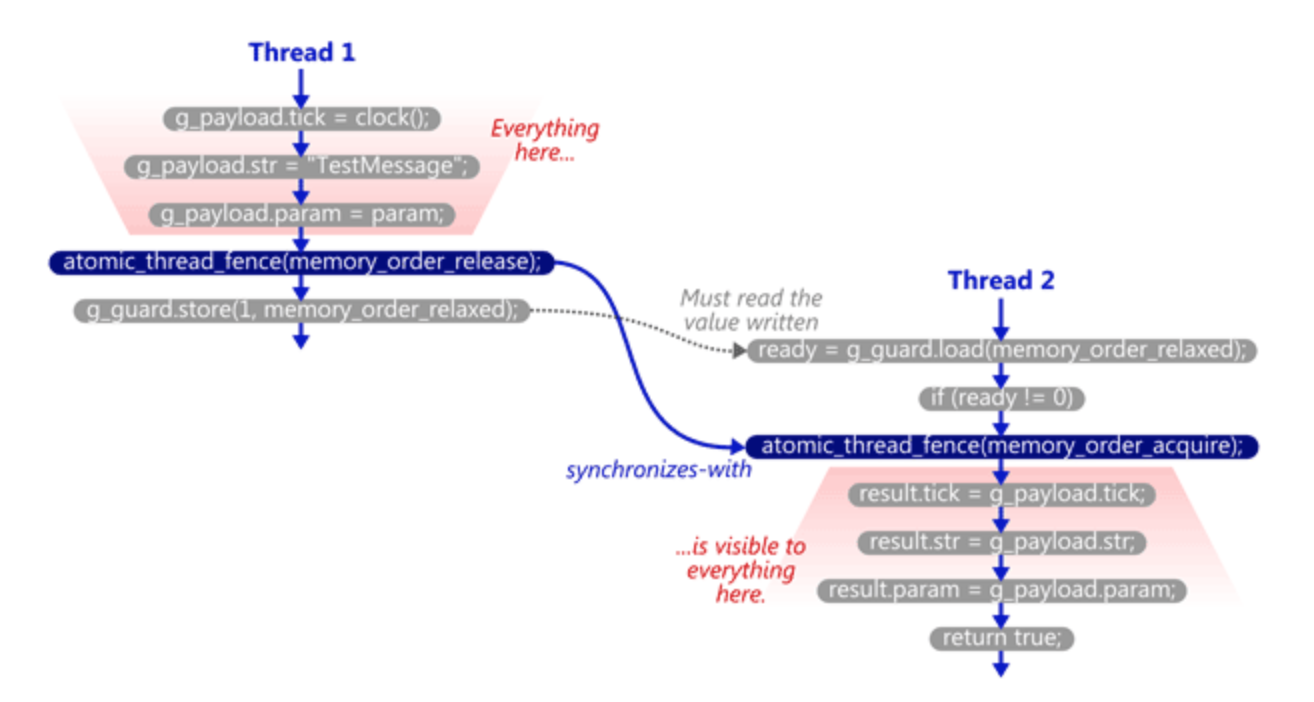 Thread 1
g_payload.tick = clock();
g_payload.str = "TestMessage";
g_payload.param = param;
Everything
here...
atomic_thread_fence(memory_order_release);
g_guard.store(1, memory_order_relaxed);
Thread 2
Must read the
value written
ready = g_guard.load(memory_order_relaxed);
if (ready != 0)
atomic_thread_fence(memory_order_acquire);
synchronizes-with
result.tick = g_payload.tick;
result.str = g_payload.str;
result.param = g_payload.param;
...is visible to
everything
here.
return true;